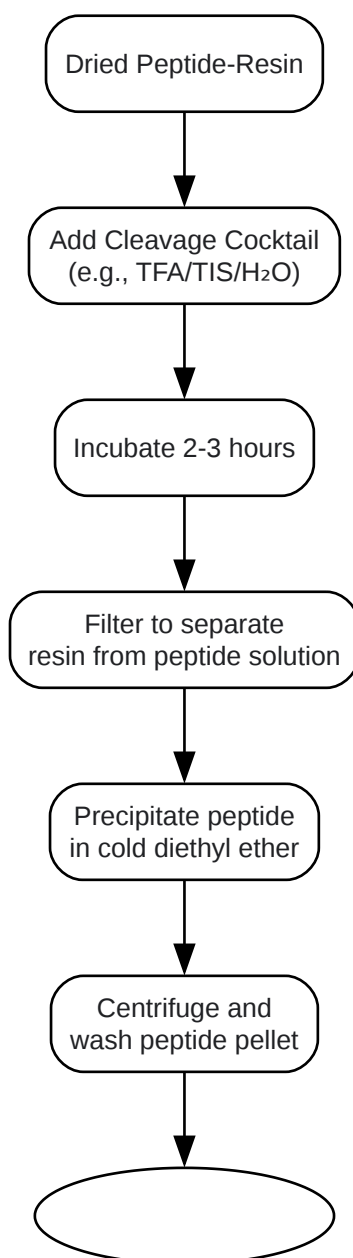 Dried Peptide-Resin
Add Cleavage Cocktail
(e.g., TFA/TIS/H₂O)
Incubate 2-3 hours
Filter to separate
resin from peptide solution
Precipitate peptide
in cold diethyl ether
Centrifuge and
wash peptide pellet